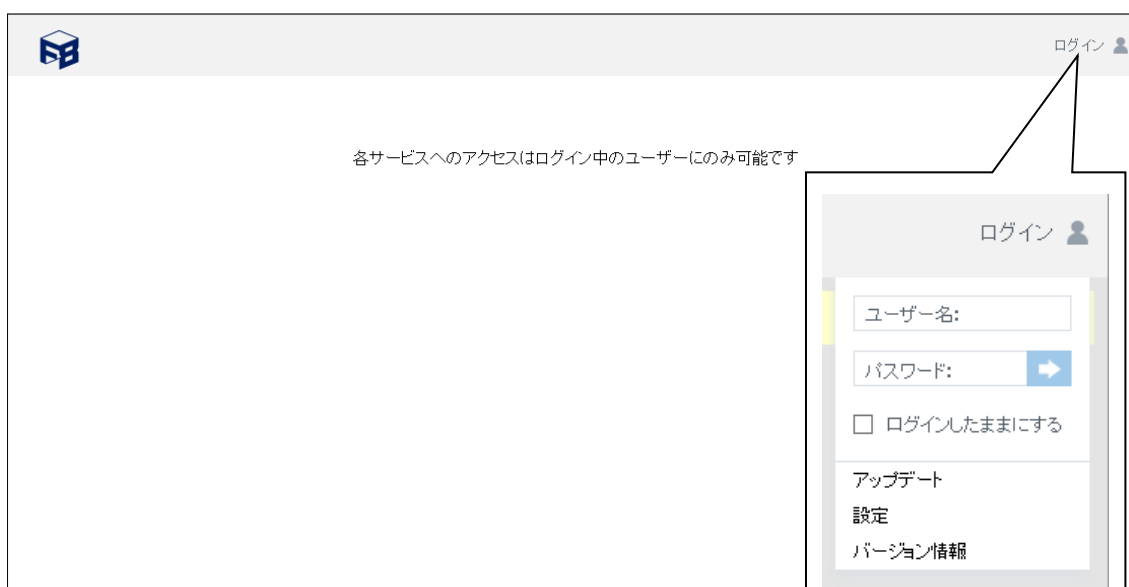 FB
ログイン
各サービスへのアクセスはログイン中のユーザーにのみ可能です
ログイン
ユーザー名:
パスワード:
ログインしたままにする
アップデート
設定
バージョン情報